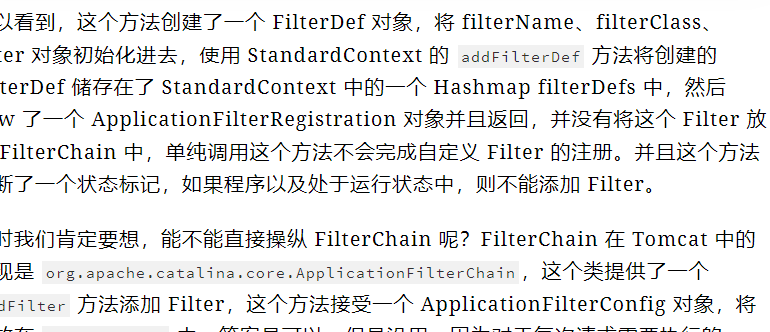 以看到，这个方法创建了一个 FilterDef 对象，将 filterName、filterClass、
ter 对象初始化进去，使用 StandardContext 的 addFilterDef 方法将创建的
terDef 储存在了 StandardContext 中的一个 Hashmap filterDefs 中，然后
w 了一个 ApplicationFilterRegistration 对象并且返回，并没有将这个 Filter 放
FilterChain 中，单纯调用这个方法不会完成自定义 Filter 的注册。并且这个方法
断了一个状态标记，如果程序以及处于运行状态中，则不能添加 Filter。
时我们肯定要想，能不能直接操纵 FilterChain 呢？FilterChain 在 Tomcat 中的
现是 org.apache.catalina.core.ApplicationFilterChain，这个类提供了一个
dFilter 方法添加 Filter，这个方法接受一个 ApplicationFilterConfig 对象，将